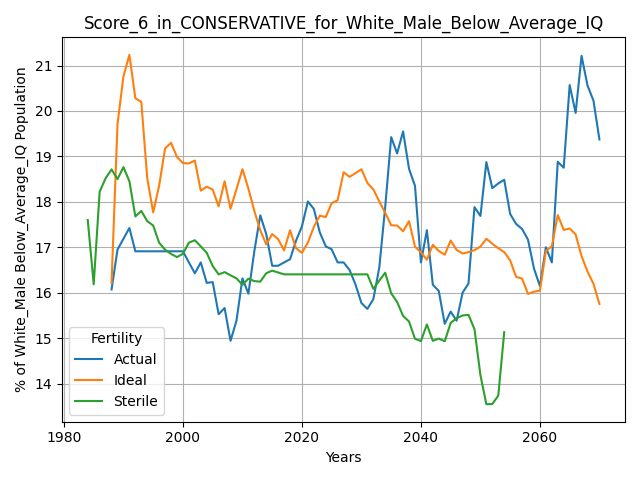 Score_6_in_CONSERVATIVE_for_White_Male_Below_Average_IQ
% of White_Male Below_Average_IQ Population
21
20
19
18
17
16
15
14
Fertility
Actual
Ideal
Sterile
1980 2000 2020 2040 2060
Years